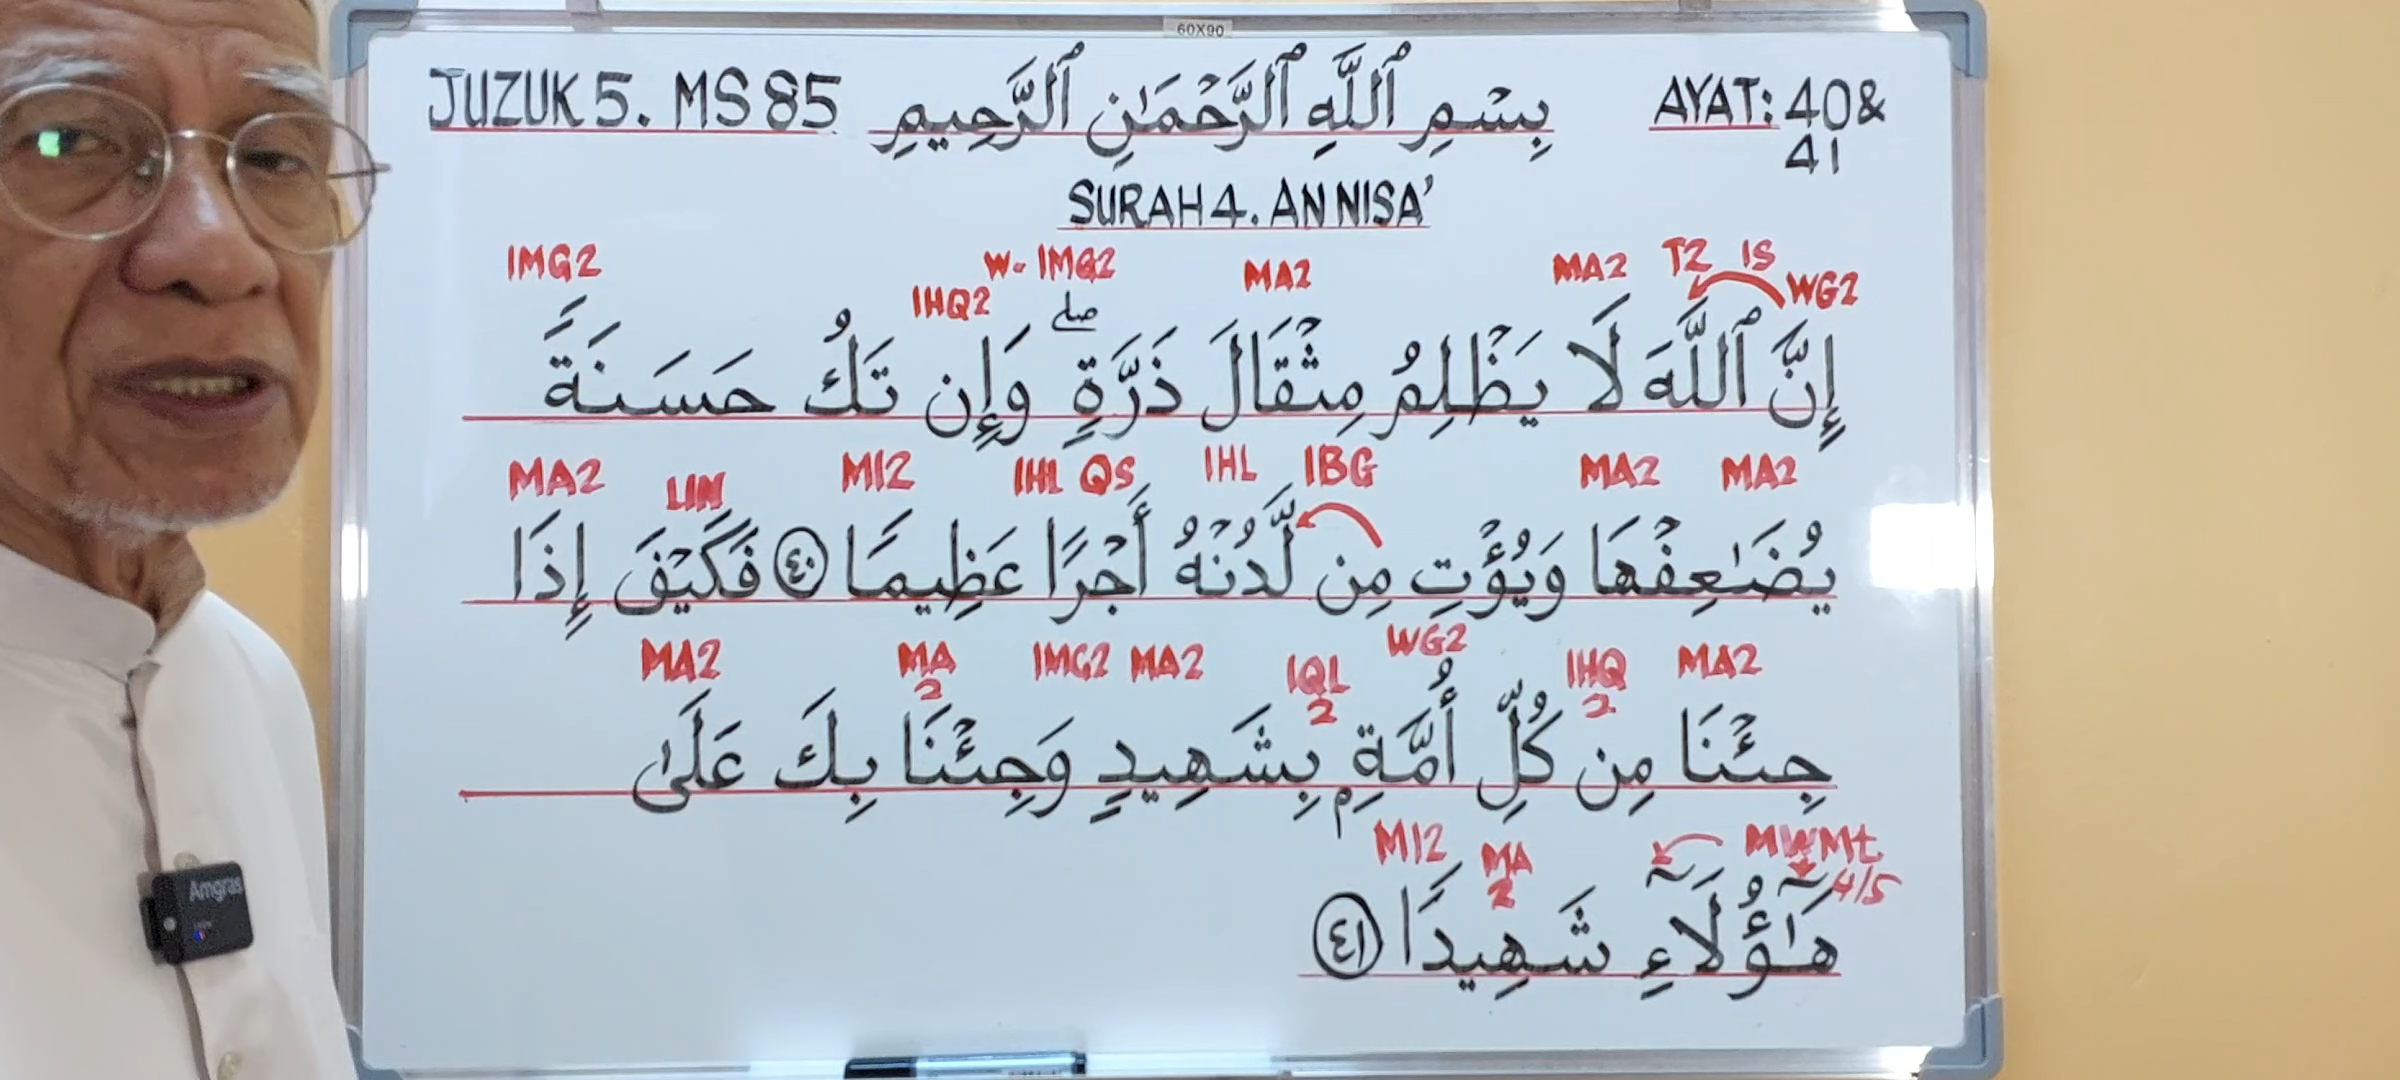 60X90
JUZUK 5. MS 85 بِسۡمِ ٱللَّهِ ٱلرَّحۡمَـٰنِ ٱلرَّحِيمِ AYAT: 40 &
41
SURAH 4. AN NISA'
IMG2 W- IMG2 MA2 MA2 T2 IS WG2
IHQ2
إِنَّ ٱللَّهَ لَا يَظۡلِمُ مِثۡقَالَ ذَرَّةٍ ۖ وَإِن تَكُ حَسَنَةً
MA2 LIN MI2 IHL QS IHL IBG MA2 MA2
يُضَـٰعِفۡهَا وَيُؤۡتِ مِن لَّدُنۡهُ أَجۡرًا عَظِيمًا ٤٠ فَكَيۡفَ إِذَا
MA2 MA2 IMG2 MA2 IQL2 WG2 IHQ2 MA2
جِئۡنَا مِن كُلِّ أُمَّةِۭ بِشَهِيدٍ وَجِئۡنَا بِكَ عَلَىٰ
MI2 MA2 MWMt 4/5
هَـٰٓؤُلَآءِ شَهِيدًا ٤١
Amgras